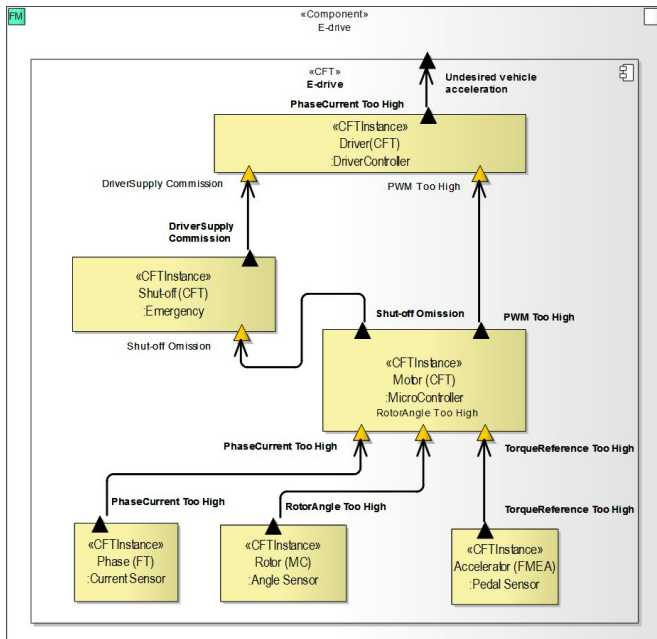 FM
«Component»
E-drive
«CFT»
E-drive
Undesired vehicle
acceleration
PhaseCurrent Too High
«CFTInstance»
Driver(CFT)
:DriverController
DriverSupply Commission
PWM Too High
DriverSupply
Commission
«CFTInstance»
Shut-off(CFT)
:Emergency
Shut-off Omission
PWM Too High
Shut-off Omission
«CFTInstance»
Motor (CFT)
:MicroController
RotorAngle Too High
PhaseCurrent Too High
TorqueReference Too High
PhaseCurrent Too High
RotorAngle Too High
TorqueReference Too High
«CFTInstance»
Phase (FT)
:Current Sensor
«CFTInstance»
Rotor (MC)
:Angle Sensor
«CFTInstance»
Accelerator (FMEA)
:Pedal Sensor